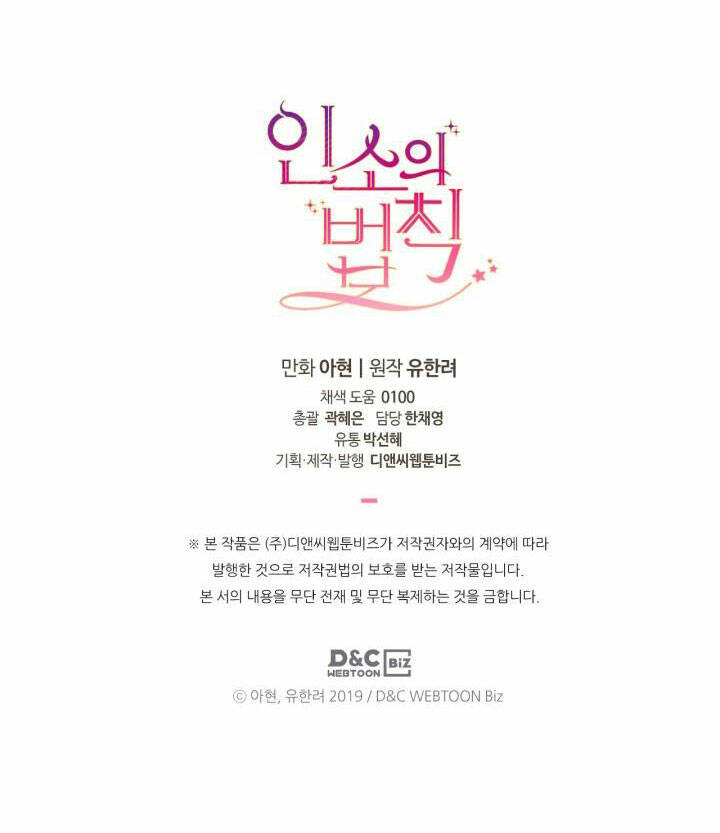 인소의
법칙
만화 아현 | 원작 유한려
채색 도움 0100
총괄 곽혜은 담당 한채영
유통 박선혜
기획·제작·발행 디앤씨웹툰비즈
※ 본 작품은 (주)디앤씨웹툰비즈가 저작권자와의 계약에 따라
발행한 것으로 저작권법의 보호를 받는 저작물입니다.
본 서의 내용을 무단 전재 및 무단 복제하는 것을 금합니다.
D&C
WEBTOON BiZ
ⓒ 아현, 유한려 2019 / D&C WEBTOON Biz